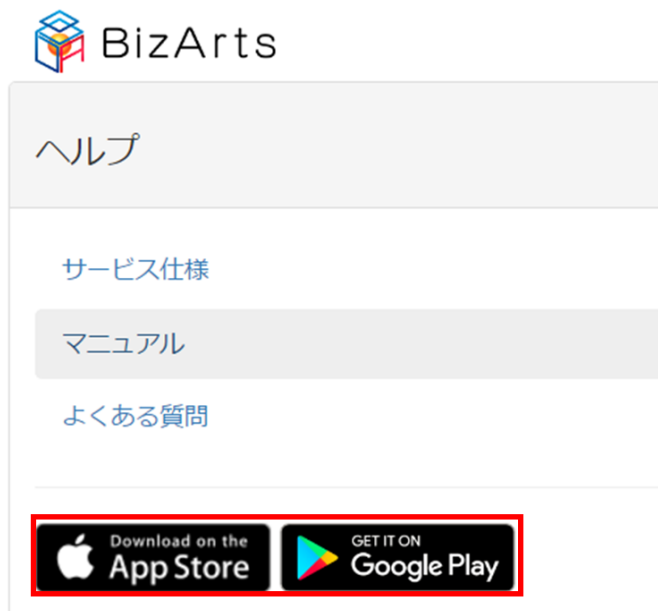 BizArts
ヘルプ
サービス仕様
マニュアル
よくある質問
Download on the
App Store
GET IT ON
Google Play